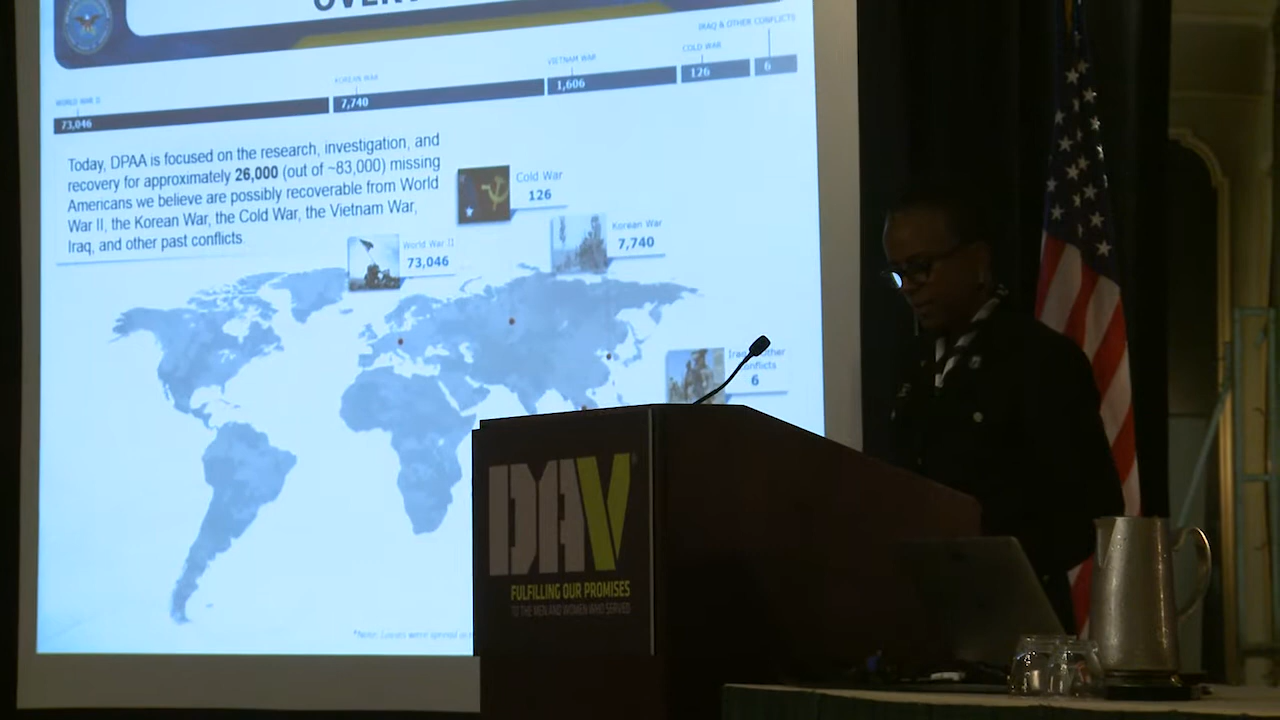 IRAQ & OTHER CONFLICTS
COLD WAR
VIETNAM WAR
KOREAN WAR
WORLD WAR II
73,046
7,740
1,606
126
6
Today, DPAA is focused on the research, investigation, and
recovery for approximately 26,000 (out of ~83,000) missing
Americans we believe are possibly recoverable from World
War II, the Korean War, the Cold War, the Vietnam War,
Iraq, and other past conflicts.
Cold War
126
Korean War
7,740
World War II
73,046
6
DAV
FULFILLING OUR PROMISES
TO THE MEN AND WOMEN WHO SERVED
*Note: Losses were spread